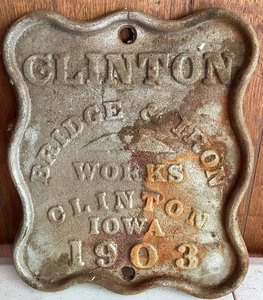 CLINTON
BRIDGE & IRON
WORKS
CLINTON
IOWA
1903